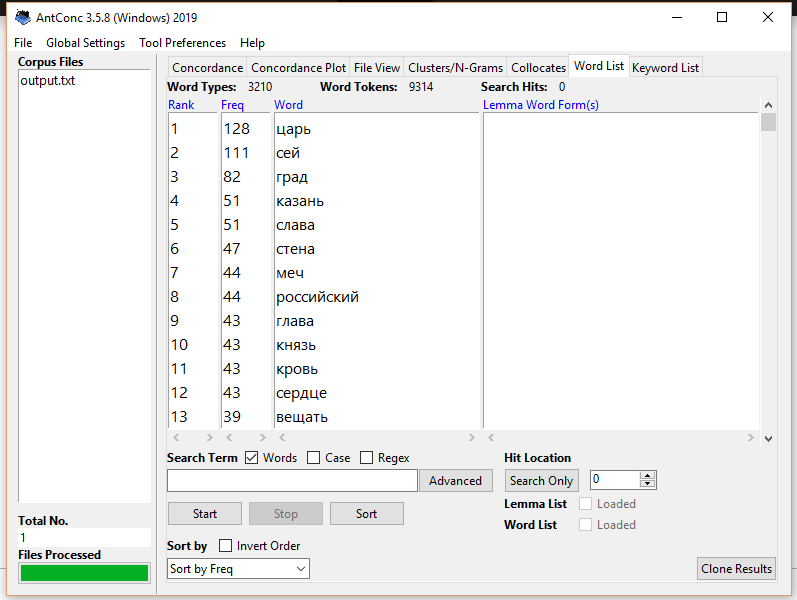 AntConc 3.5.8 (Windows) 2019
File Global Settings Tool Preferences Help
Corpus Files
output.txt
Total No.
1
Files Processed
Concordance Concordance Plot File View Clusters/N-Grams Collocates Word List Keyword List
Word Types: 3210 Word Tokens: 9314 Search Hits: 0
Rank Freq Word Lemma Word Form(s)
1 128 царь
2 111 сей
3 82 град
4 51 казань
5 51 слава
6 47 стена
7 44 меч
8 44 российский
9 43 глава
10 43 князь
11 43 кровь
12 43 сердце
13 39 вещать
Search Term Words Case Regex Hit Location
Advanced Search Only 0
Lemma List Loaded
Start Stop Sort Word List Loaded
Sort by Invert Order
Sort by Freq Clone Results